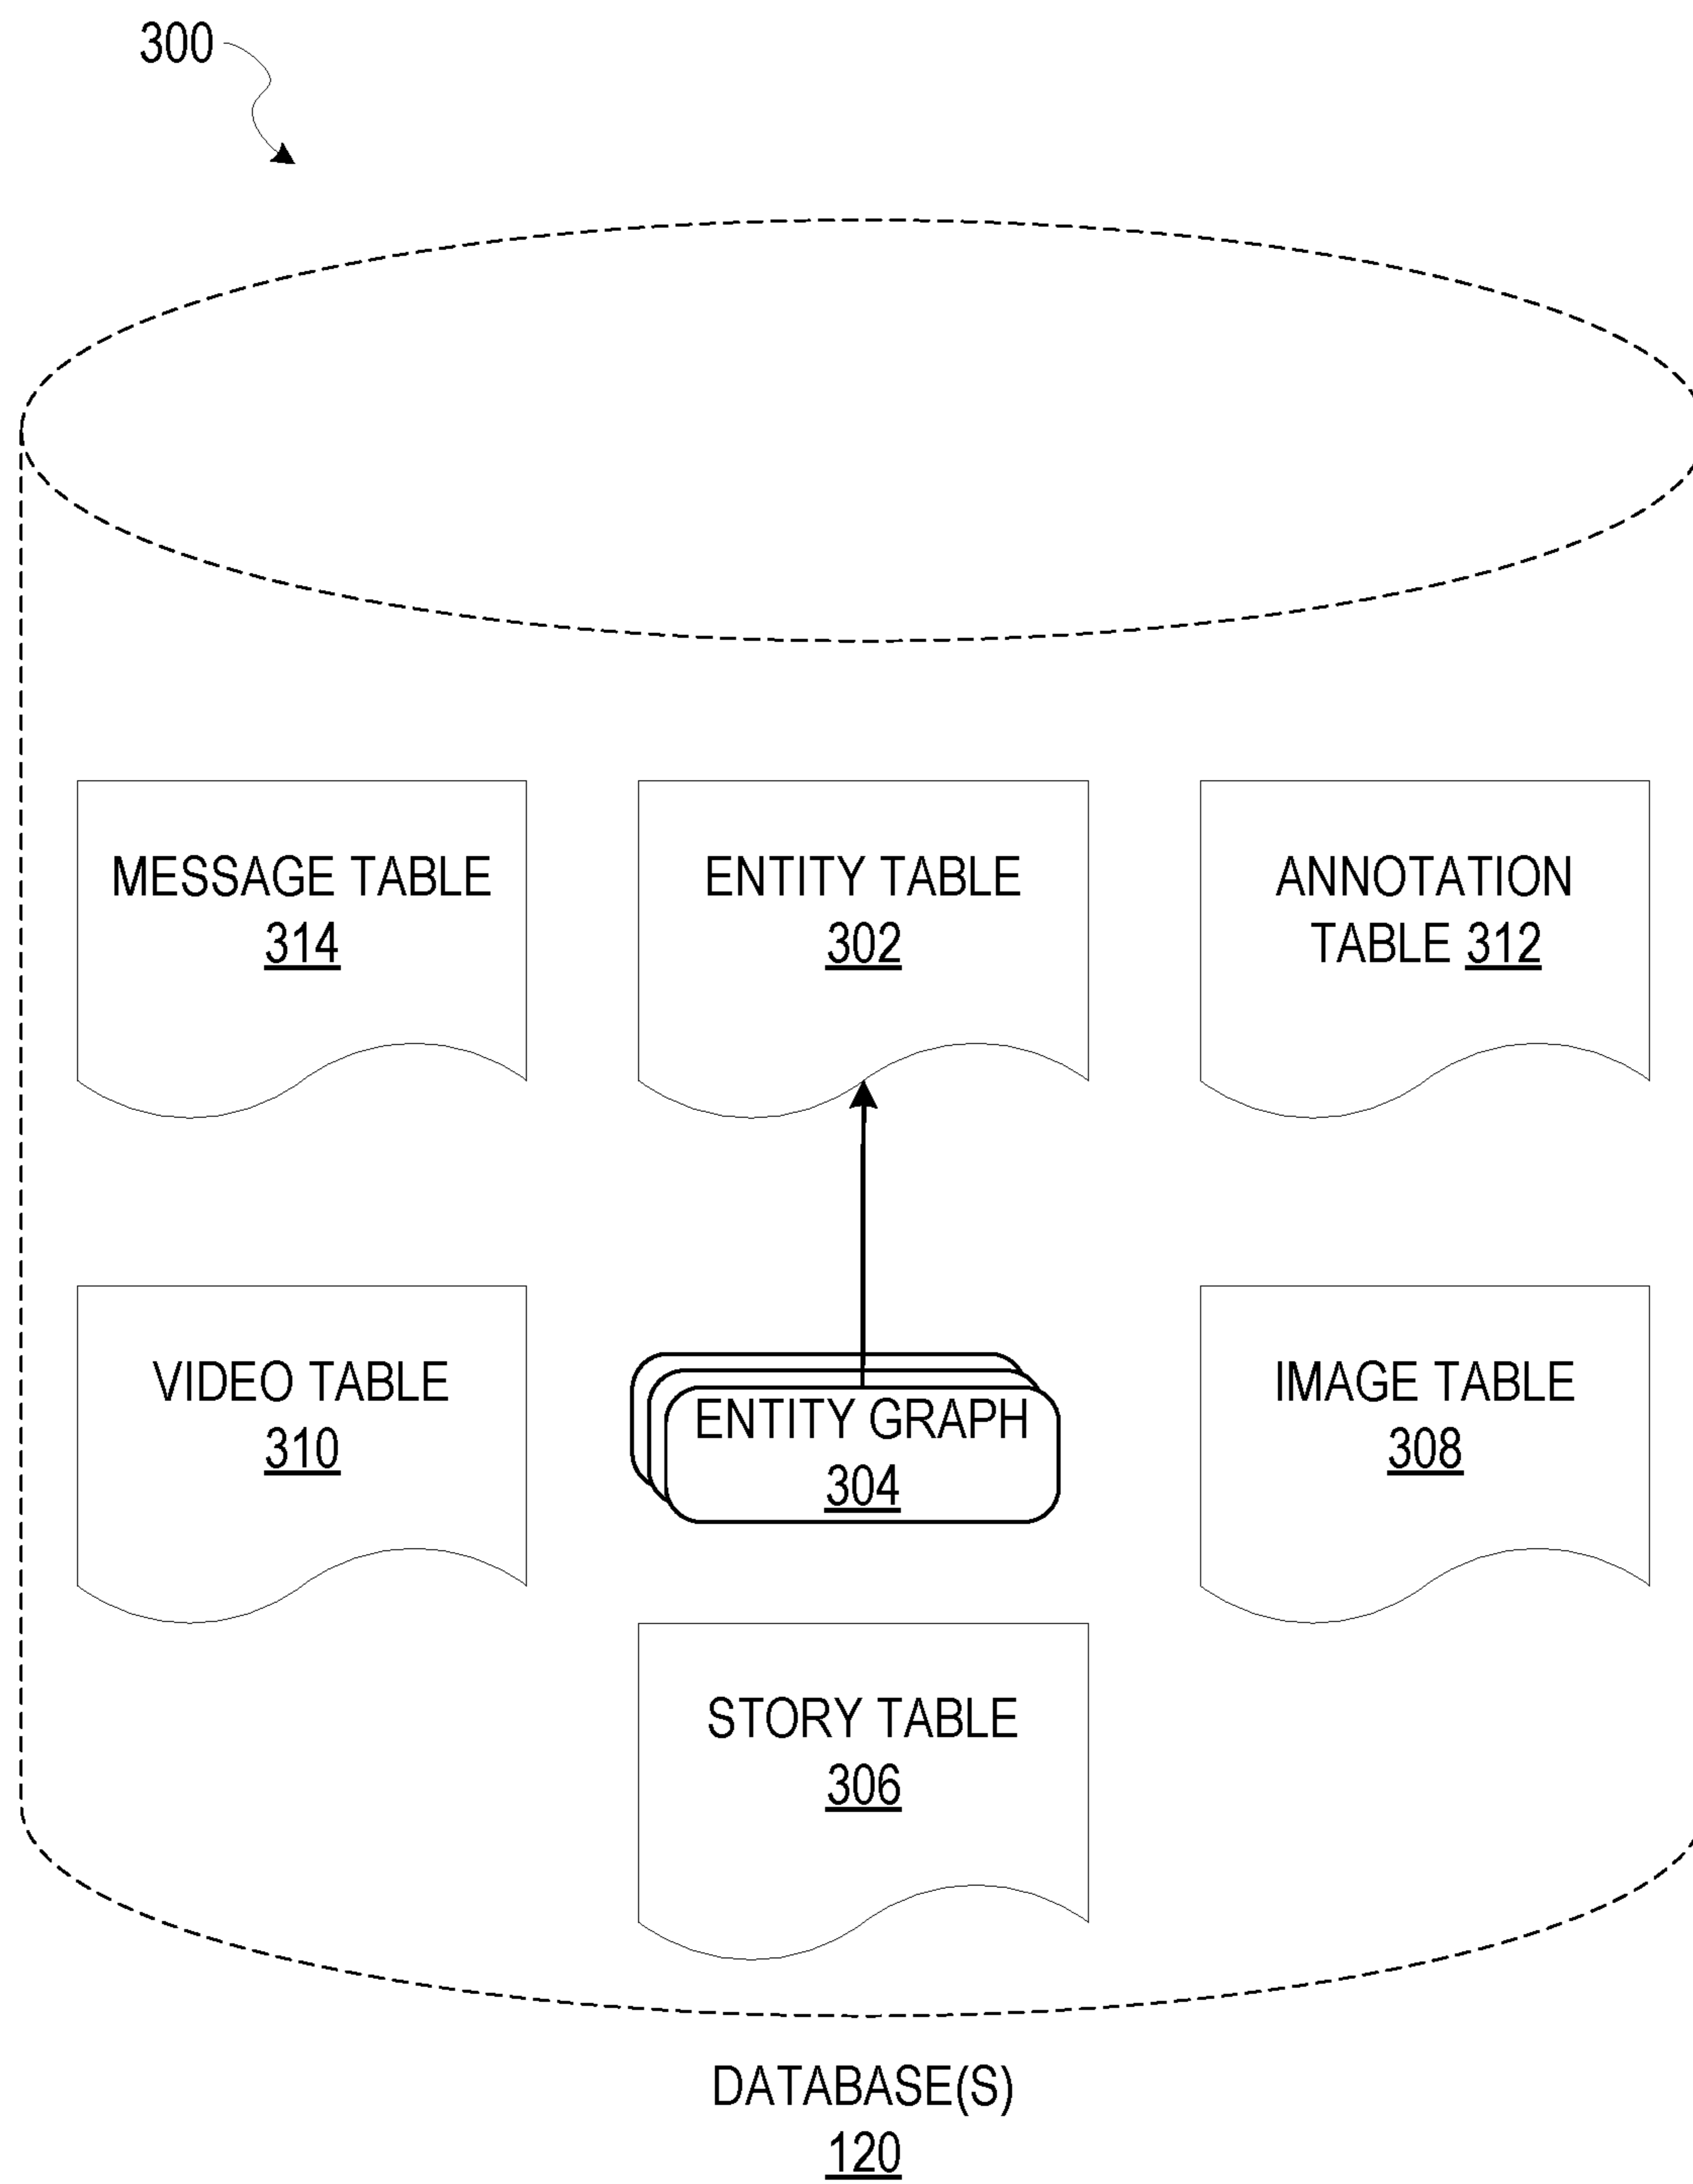 300
MESSAGE TABLE
314
ENTITY TABLE
302
ANNOTATION
TABLE 312
VIDEO TABLE
310
ENTITY GRAPH
304
IMAGE TABLE
308
STORY TABLE
306
DATABASE(S)
120